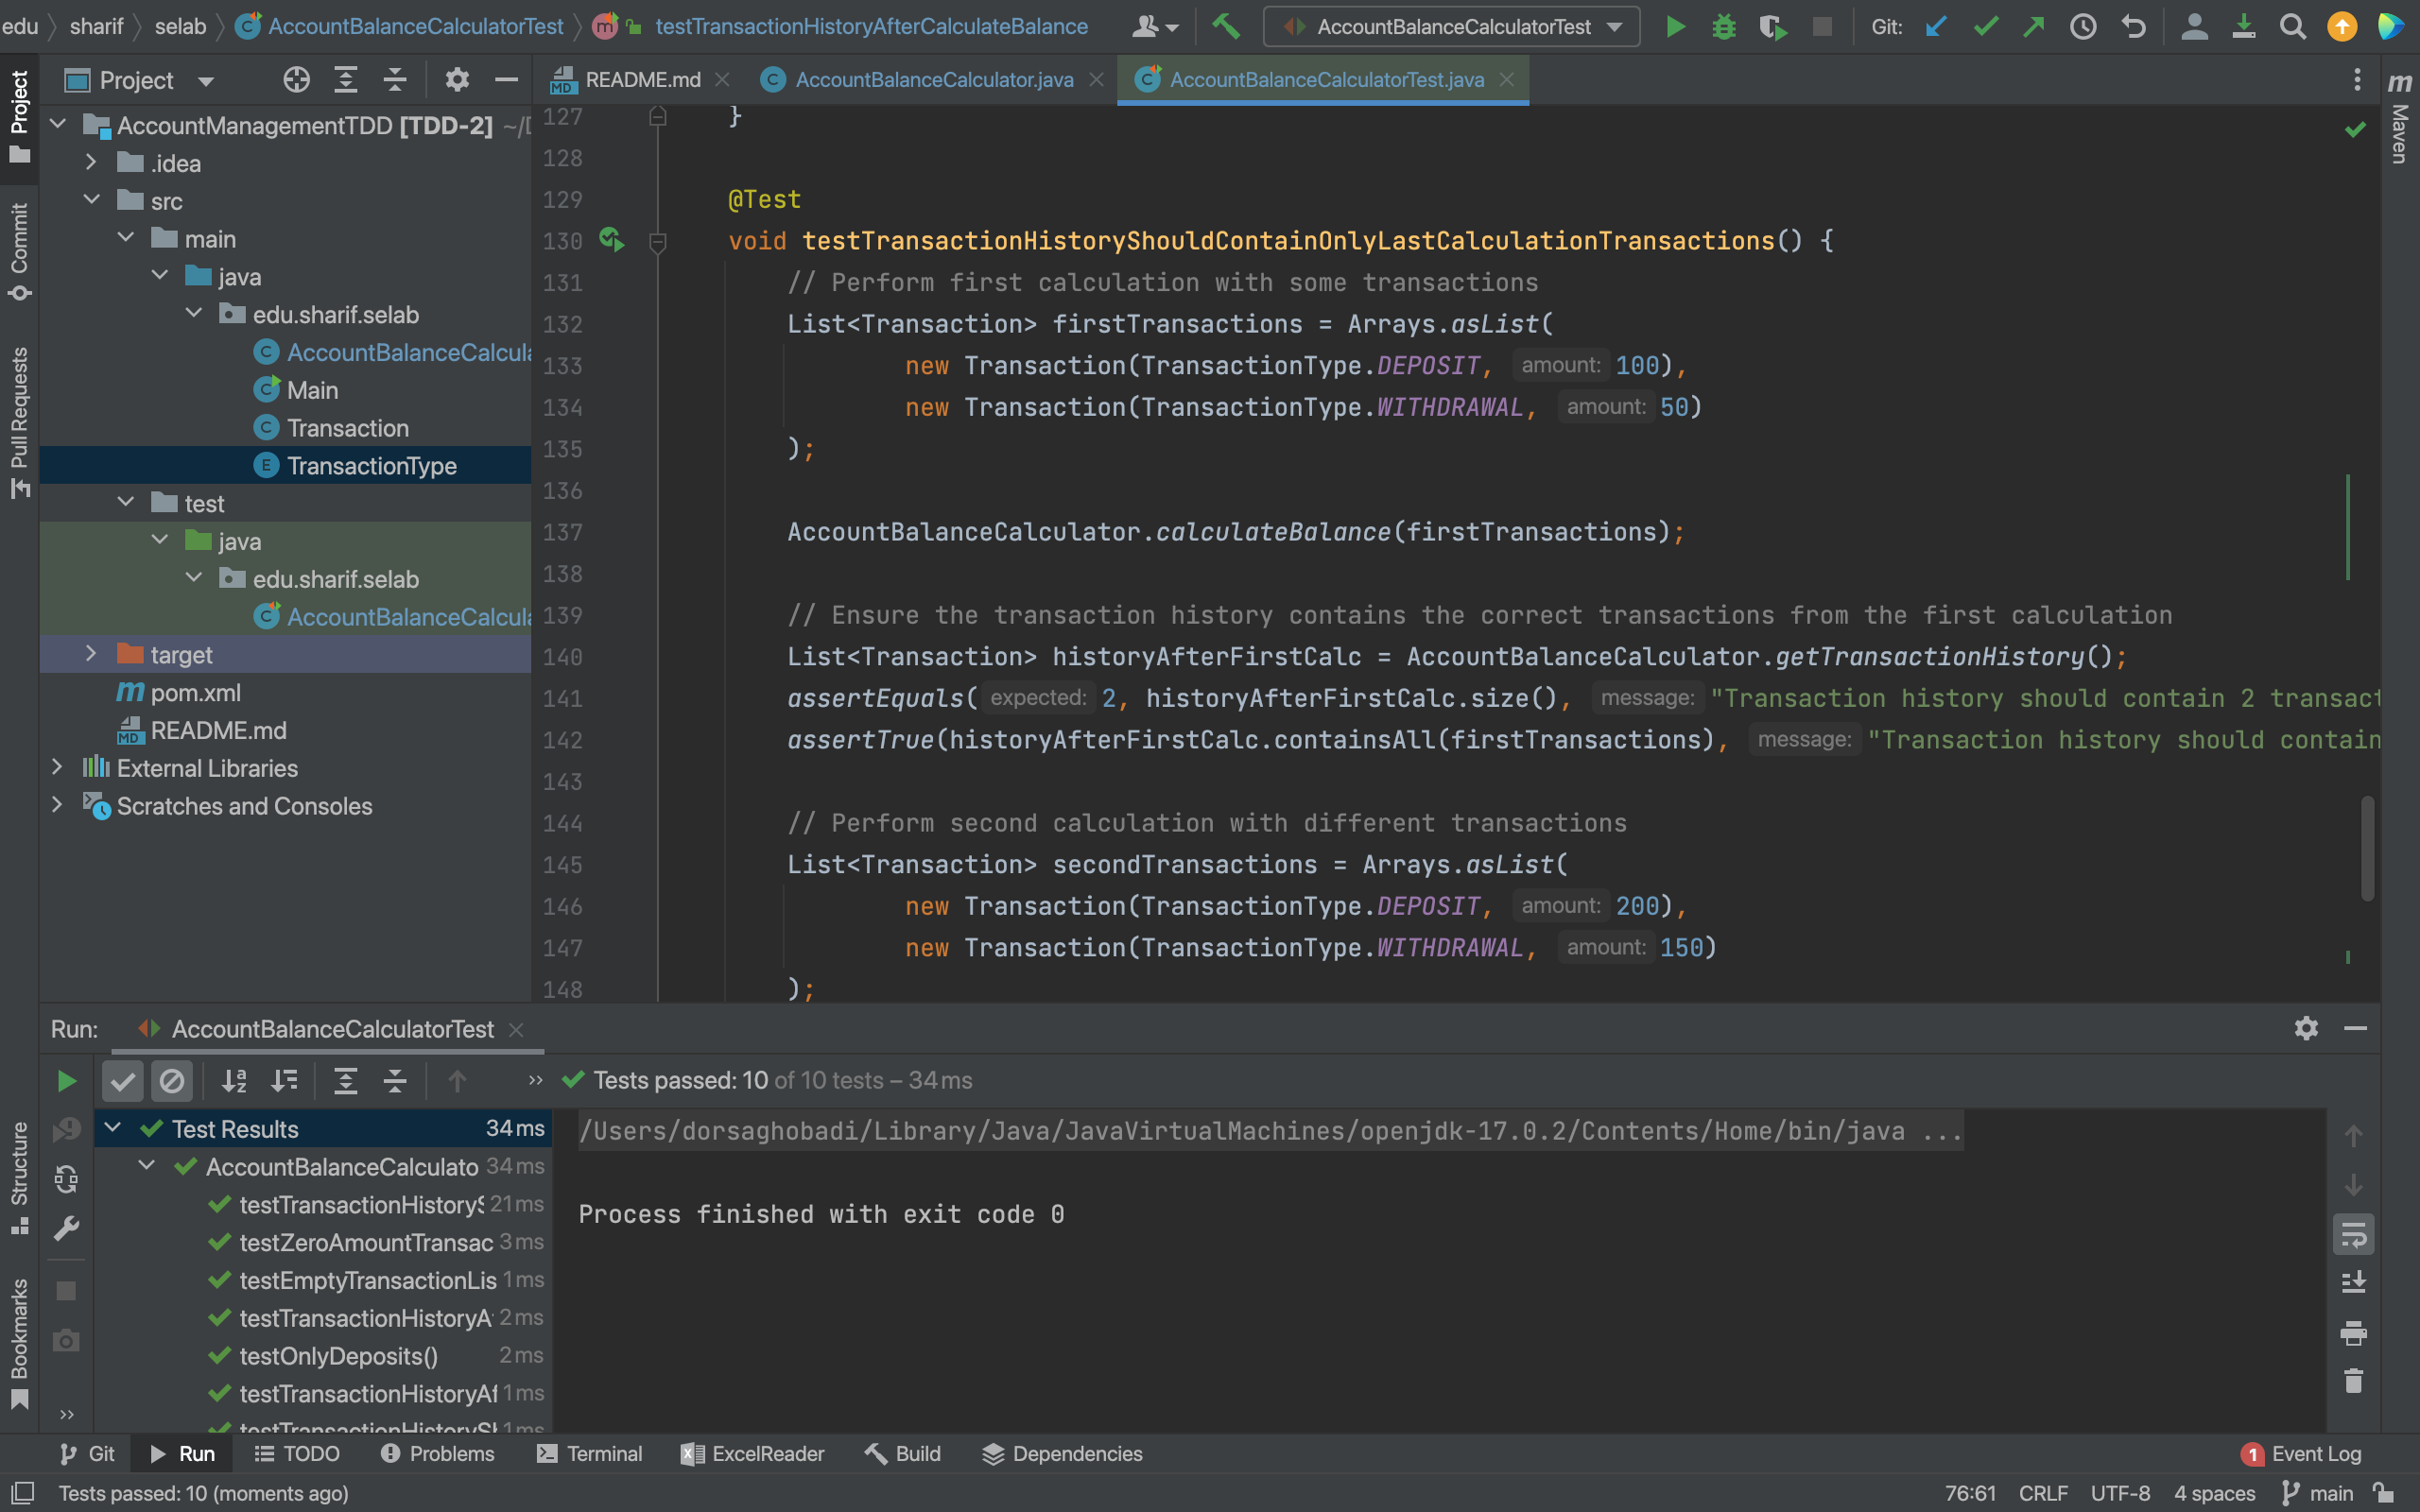 edu sharif selab AccountBalanceCalculatorTest testTransactionHistoryAfterCalculateBalance AccountBalanceCalculatorTest Git:
Project README.md AccountBalanceCalculator.java AccountBalanceCalculatorTest.java
Project
Commit
Pull Requests
Structure
Bookmarks
Maven
AccountManagementTDD [TDD-2] ~/D
.idea
src
main
java
edu.sharif.selab
AccountBalanceCalcula
Main
Transaction
TransactionType
test
java
edu.sharif.selab
AccountBalanceCalcula
target
pom.xml
README.md
External Libraries
Scratches and Consoles
127 }
128
129 @Test
130 void testTransactionHistoryShouldContainOnlyLastCalculationTransactions() {
131 // Perform first calculation with some transactions
132 List<Transaction> firstTransactions = Arrays.asList(
133 new Transaction(TransactionType.DEPOSIT, amount: 100),
134 new Transaction(TransactionType.WITHDRAWAL, amount: 50)
135 );
136
137 AccountBalanceCalculator.calculateBalance(firstTransactions);
138
139 // Ensure the transaction history contains the correct transactions from the first calculation
140 List<Transaction> historyAfterFirstCalc = AccountBalanceCalculator.getTransactionHistory();
141 assertEquals( expected: 2, historyAfterFirstCalc.size(), message: "Transaction history should contain 2 transact
142 assertTrue(historyAfterFirstCalc.containsAll(firstTransactions), message: "Transaction history should contain
143
144 // Perform second calculation with different transactions
145 List<Transaction> secondTransactions = Arrays.asList(
146 new Transaction(TransactionType.DEPOSIT, amount: 200),
147 new Transaction(TransactionType.WITHDRAWAL, amount: 150)
148 );
Run: AccountBalanceCalculatorTest
Tests passed: 10 of 10 tests – 34 ms
Test Results 34 ms
AccountBalanceCalculato 34 ms
testTransactionHistoryS 21 ms
testZeroAmountTransac 3 ms
testEmptyTransactionLis 1 ms
testTransactionHistoryA 2 ms
testOnlyDeposits() 2 ms
testTransactionHistoryAf 1 ms
testTransactionHistorySh 1 ms
/Users/dorsaghobadi/Library/Java/JavaVirtualMachines/openjdk-17.0.2/Contents/Home/bin/java ...
Process finished with exit code 0
Git Run TODO Problems Terminal ExcelReader Build Dependencies 1 Event Log
Tests passed: 10 (moments ago) 76:61 CRLF UTF-8 4 spaces main